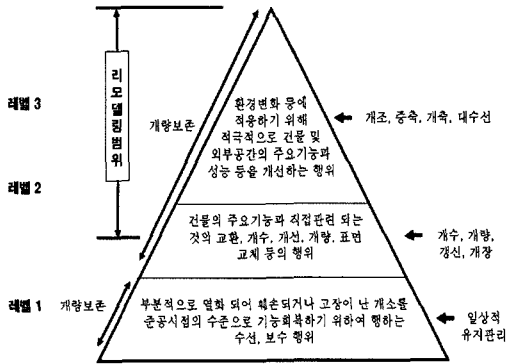 레벨 3
레벨 2
레벨 1
리모델링범위
개량보존
개량보존
환경변화 등에
적응하기 위해
적극적으로 건물 및
외부공간의 주요기능과
성능 등을 개선하는 행위
개조, 증축, 개축, 대수선
건물의 주요기능과 직접관련 되는
것의 교환, 개수, 개선, 개량, 표면
교체 등의 행위
개수, 개량,
갱신, 개장
부분적으로 열화 되어 훼손되거나 고장이 난 개소를
준공시점의 수준으로 기능회복하기 위하여 행하는
수선, 보수 행위
일상적
유지관리